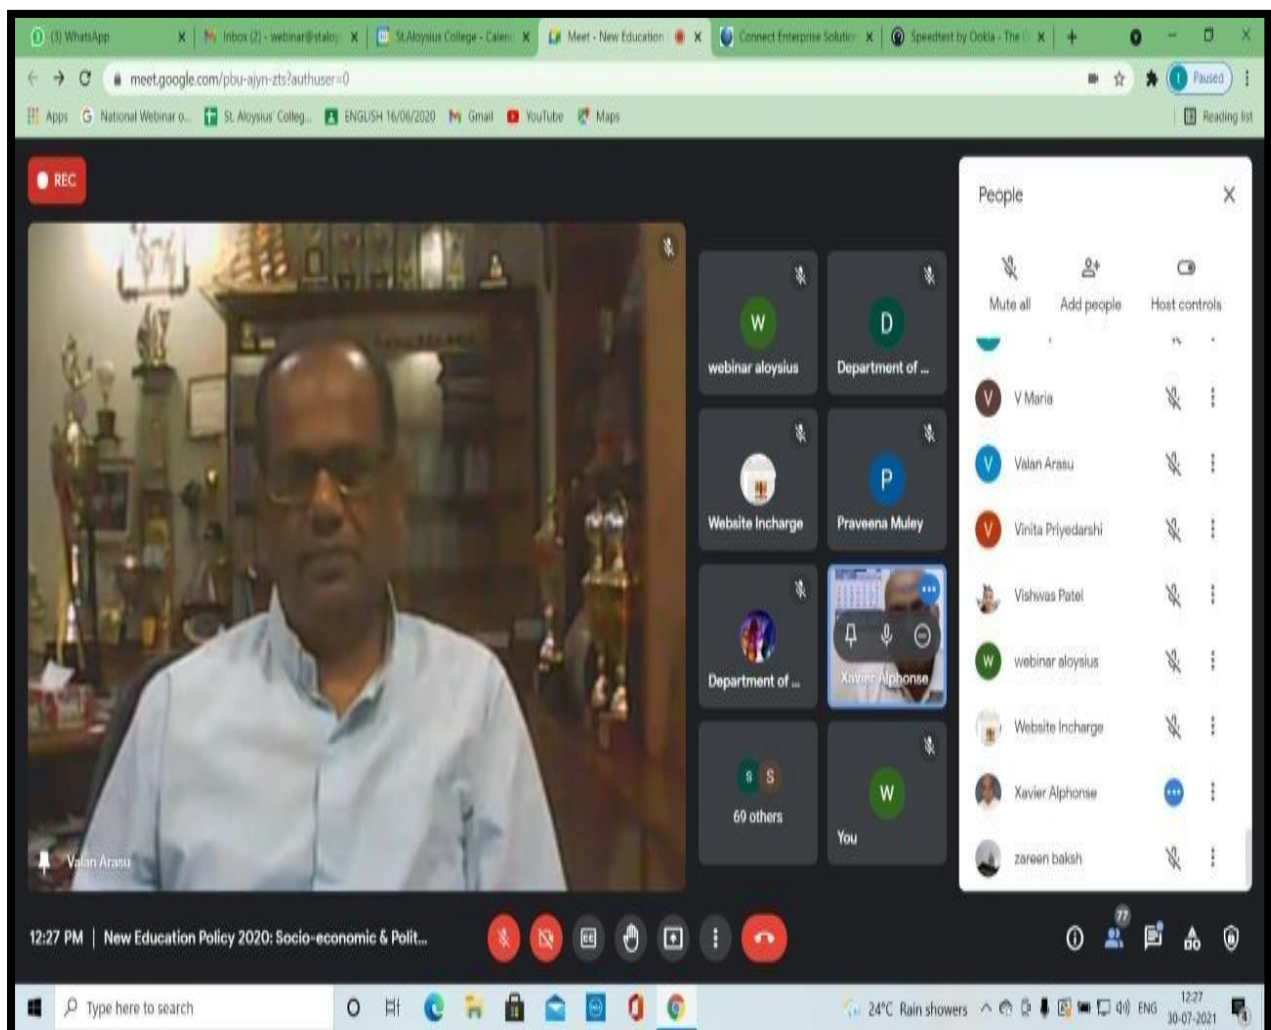 (3) WhatsApp
Inbox (2) - webinar@staloy
St.Aloysius College - Calen
Meet - New Education
Connect Enterprise Solutio
Speedtest by Ookla - The
meet.google.com/pbu-ajyn-zts?authuser=0
Paused
Apps
National Webinar o...
St. Aloysius' Colleg...
ENGLISH 16/06/2020
Gmail
YouTube
Maps
Reading list
REC
Valan Arasu
W
webinar aloysius
D
Department of ...
Website Incharge
P
Praveena Muley
Department of ...
Xavier Alphonse
s S
69 others
W
You
People
Mute all
Add people
Host controls
V
V Maria
V
Valan Arasu
V
Vinita Priyedarshi
Vishwas Patel
W
webinar aloysius
Website Incharge
Xavier Alphonse
zareen baksh
12:27 PM | New Education Policy 2020: Socio-economic & Polit...
77
Type here to search
24°C Rain showers
ENG
12:27
30-07-2021
4